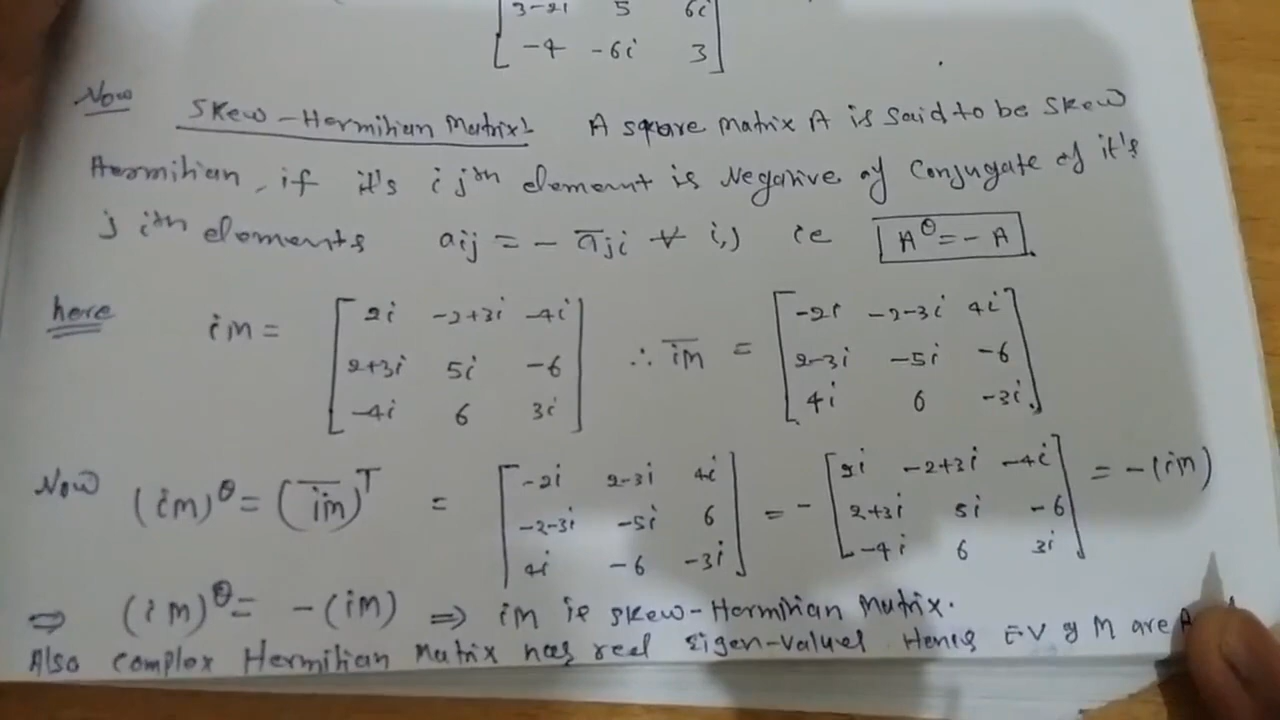 3-2i 5 6i
-4 -6i 3
Now Skew-Hermitian Matrix: A square matrix A is said to be skew
Hermitian, if it's i jth element is Negative of Conjugate of it's
j ith elements aij = - āji ∀ i,j ie Aᶿ = - A
here im = [2i -2+3i -4i; 2+3i 5i -6; -4i 6 3i] ∴ \overline{im} = [-2i -2-3i 4i; 2-3i -5i -6; 4i 6 -3i]
Now (im)ᶿ = (\overline{im})ᵀ = [-2i 2-3i 4i; -2-3i -5i 6; 4i -6 -3i] = - [2i -2+3i -4i; 2+3i 5i -6; -4i 6 3i] = -(im)
⇒ (im)ᶿ = -(im) ⇒ im is skew-Hermitian Matrix.
Also complex Hermitian Matrix has real Eigen-values Hence EV of M are